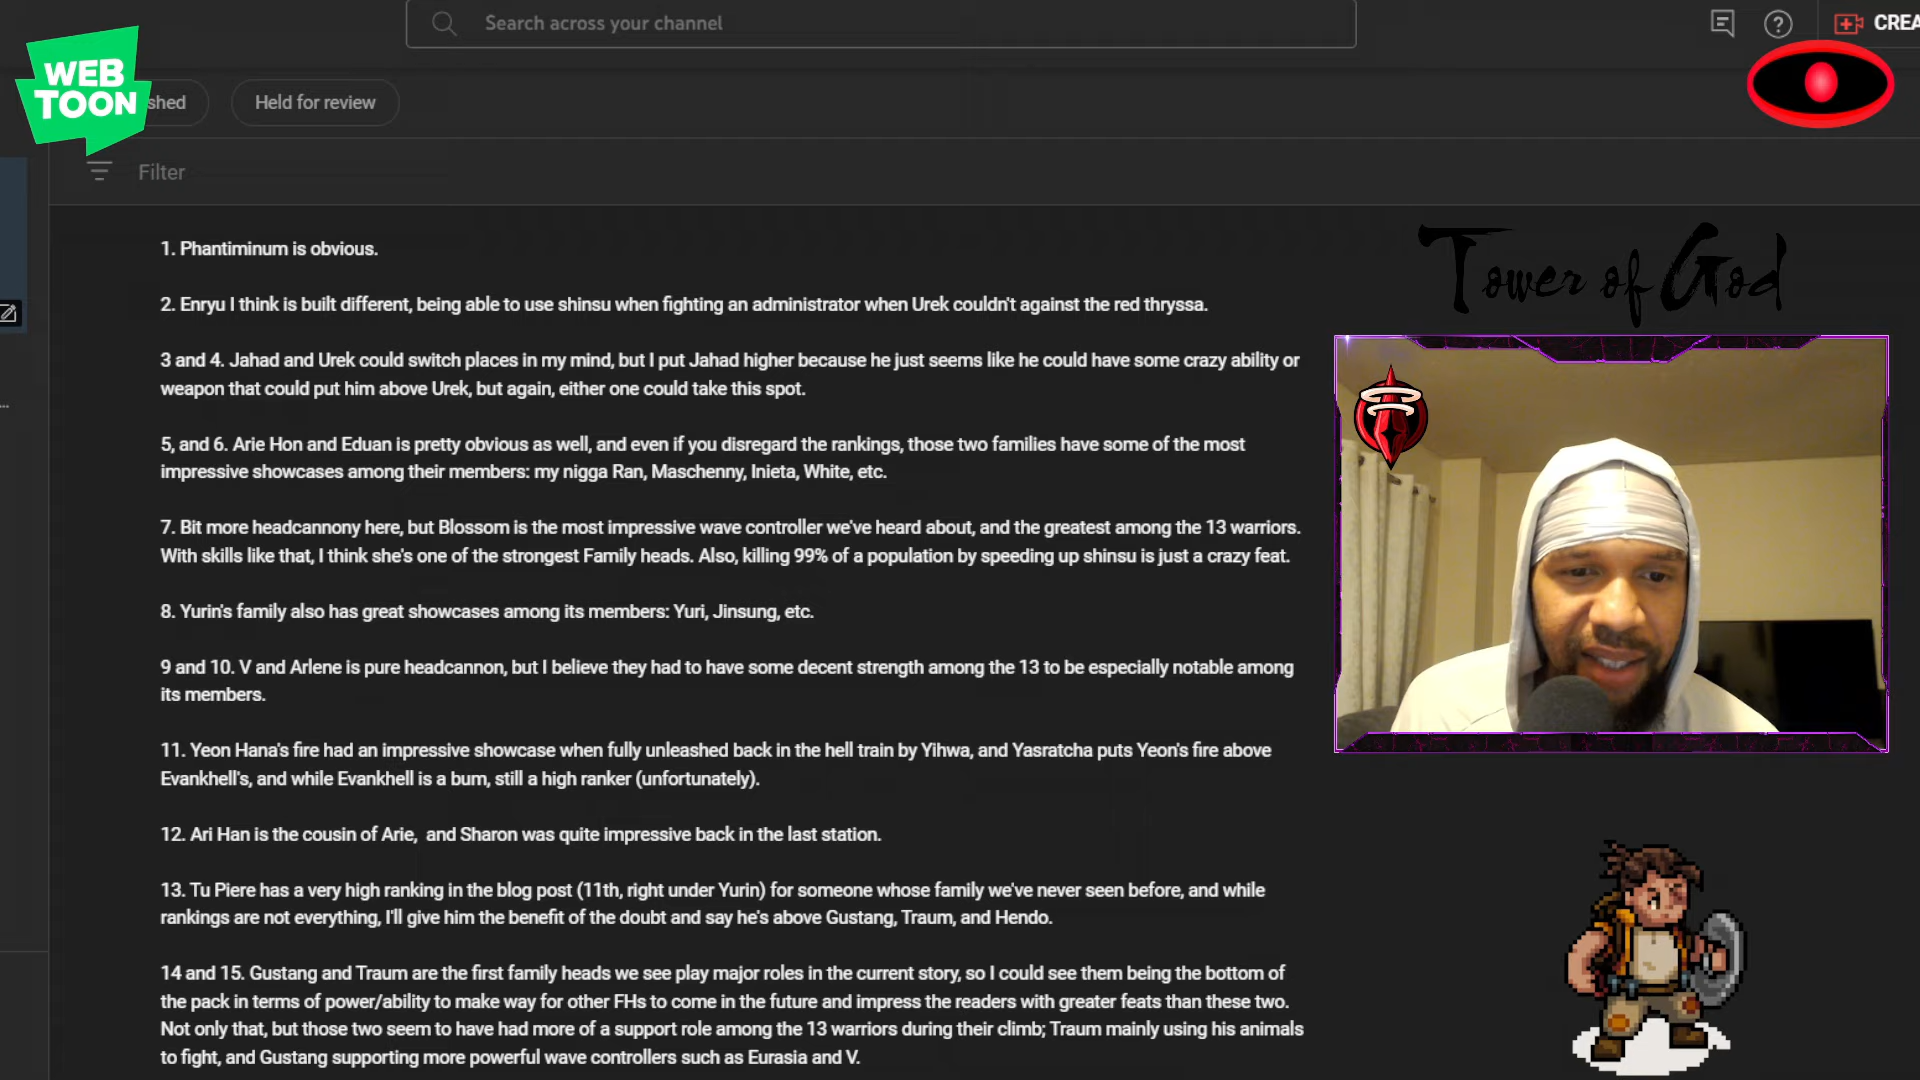 Search across your channel
CREA
WEB
TOON
shed
Held for review
Filter
1. Phantiminum is obvious.
2. Enryu I think is built different, being able to use shinsu when fighting an administrator when Urek couldn't against the red thryssa.
3 and 4. Jahad and Urek could switch places in my mind, but I put Jahad higher because he just seems like he could have some crazy ability or
weapon that could put him above Urek, but again, either one could take this spot.
5, and 6. Arie Hon and Eduan is pretty obvious as well, and even if you disregard the rankings, those two families have some of the most
impressive showcases among their members: my nigga Ran, Maschenny, Inieta, White, etc.
7. Bit more headcannony here, but Blossom is the most impressive wave controller we've heard about, and the greatest among the 13 warriors.
With skills like that, I think she's one of the strongest Family heads. Also, killing 99% of a population by speeding up shinsu is just a crazy feat.
8. Yurin's family also has great showcases among its members: Yuri, Jinsung, etc.
9 and 10. V and Arlene is pure headcannon, but I believe they had to have some decent strength among the 13 to be especially notable among
its members.
11. Yeon Hana's fire had an impressive showcase when fully unleashed back in the hell train by Yihwa, and Yasratcha puts Yeon's fire above
Evankhell's, and while Evankhell is a bum, still a high ranker (unfortunately).
12. Ari Han is the cousin of Arie,  and Sharon was quite impressive back in the last station.
13. Tu Piere has a very high ranking in the blog post (11th, right under Yurin) for someone whose family we've never seen before, and while
rankings are not everything, I'll give him the benefit of the doubt and say he's above Gustang, Traum, and Hendo.
14 and 15. Gustang and Traum are the first family heads we see play major roles in the current story, so I could see them being the bottom of
the pack in terms of power/ability to make way for other FHs to come in the future and impress the readers with greater feats than these two.
Not only that, but those two seem to have had more of a support role among the 13 warriors during their climb; Traum mainly using his animals
to fight, and Gustang supporting more powerful wave controllers such as Eurasia and V.
Tower of God